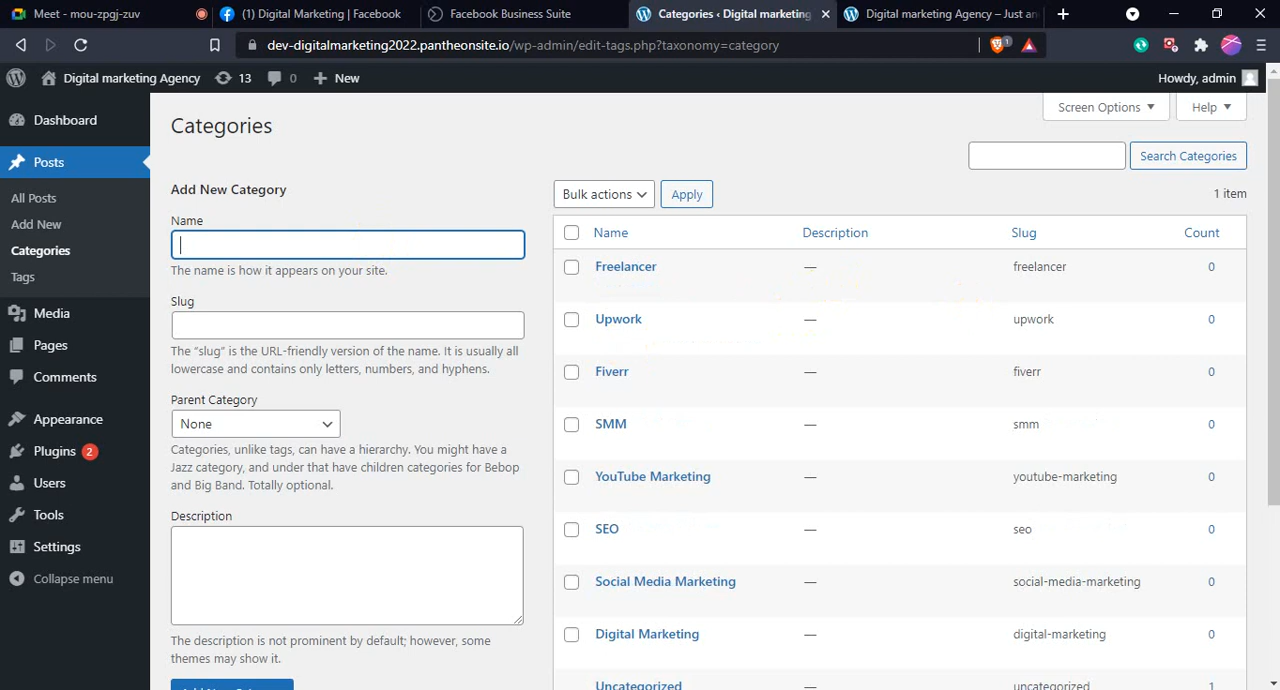 Meet - mou-zpgj-zuv
(1) Digital Marketing | Facebook
Facebook Business Suite
Categories ‹ Digital marketing
Digital marketing Agency – Just an
dev-digitalmarketing2022.pantheonsite.io/wp-admin/edit-tags.php?taxonomy=category
1
Digital marketing Agency
13
0
New
Howdy, admin
Dashboard
Posts
All Posts
Add New
Categories
Tags
Media
Pages
Comments
Appearance
Plugins 2
Users
Tools
Settings
Collapse menu
Screen Options
Help
Categories
Search Categories
Add New Category
Name
The name is how it appears on your site.
Slug
The “slug” is the URL-friendly version of the name. It is usually all
lowercase and contains only letters, numbers, and hyphens.
Parent Category
None
Categories, unlike tags, can have a hierarchy. You might have a
Jazz category, and under that have children categories for Bebop
and Big Band. Totally optional.
Description
The description is not prominent by default; however, some
themes may show it.
Add New Category
Bulk actions
Apply
1 item
Name Description Slug Count
Freelancer — freelancer 0
Upwork — upwork 0
Fiverr — fiverr 0
SMM — smm 0
YouTube Marketing — youtube-marketing 0
SEO — seo 0
Social Media Marketing — social-media-marketing 0
Digital Marketing — digital-marketing 0
Uncategorized — uncategorized 1